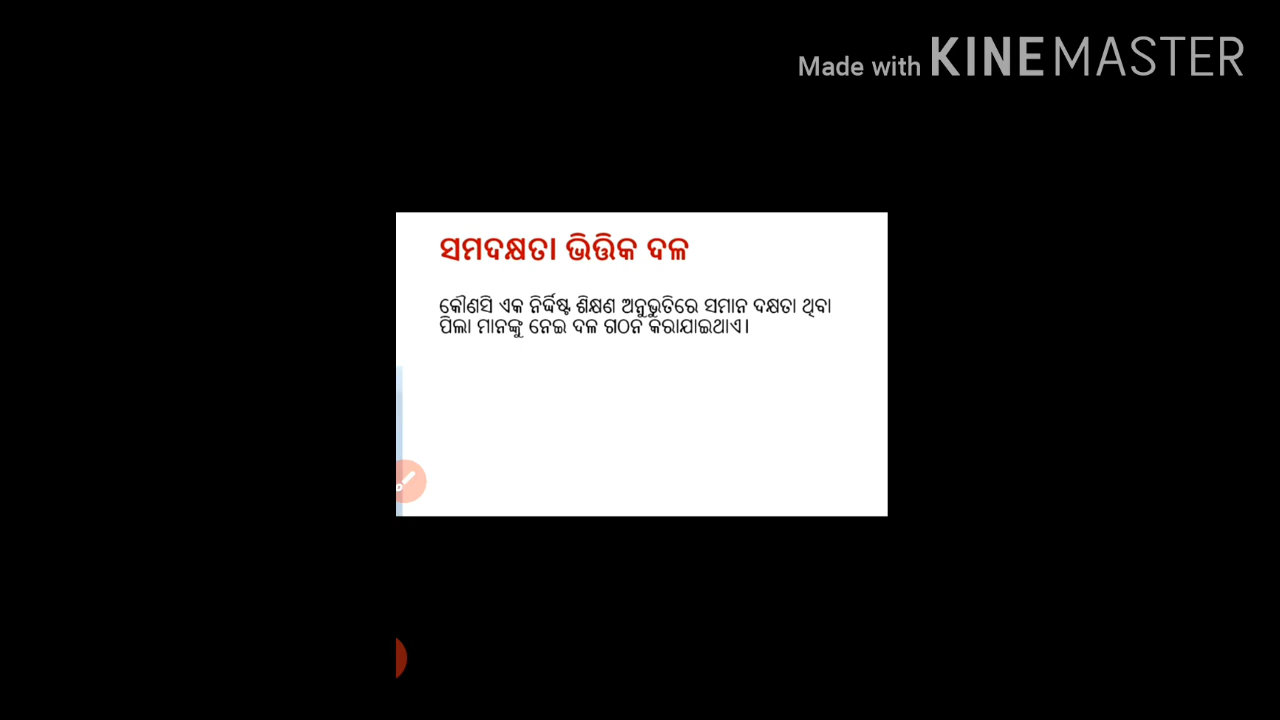 Made with KINEMASTER
ସମଦକ୍ଷତା ଭିତ୍ତିକ ଦଳ
କୌଣସି ଏକ ନିର୍ଦ୍ଦିଷ୍ଟ ଶିକ୍ଷଣ ଅନୁଭୁତିରେ ସମାନ ଦକ୍ଷତା ଥିବା
ପିଲା ମାନଙ୍କୁ ନେଇ ଦଳ ଗଠନ କରାଯାଇଥାଏ।